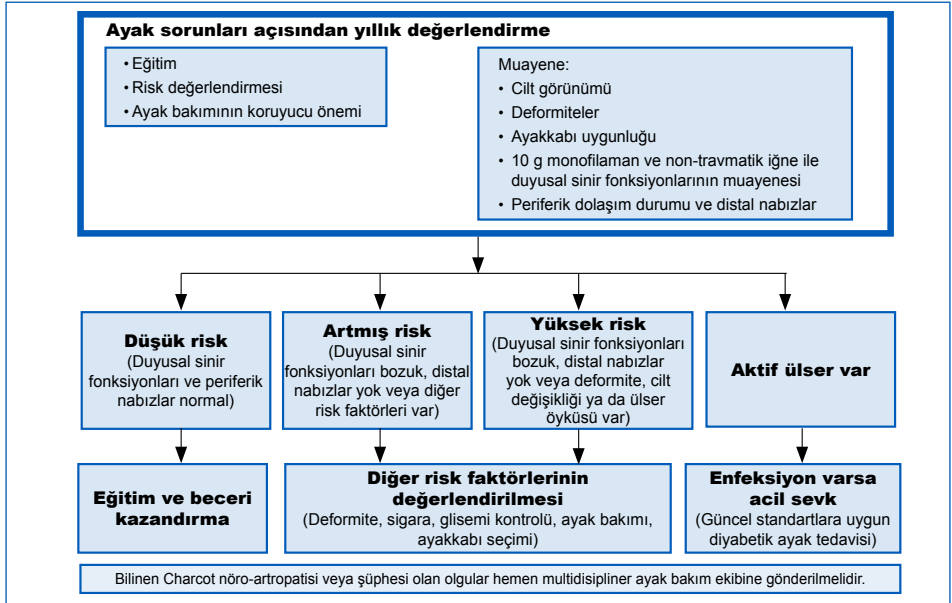 Ayak sorunları açısından yıllık değerlendirme
• Eğitim
• Risk değerlendirmesi
• Ayak bakımının koruyucu önemi
Muayene:
• Cilt görünümü
• Deformiteler
• Ayakkabı uygunluğu
• 10 g monofilaman ve non-travmatik iğne ile
duyusal sinir fonksiyonlarının muayenesi
• Periferik dolaşım durumu ve distal nabızlar
Düşük risk
(Duyusal sinir
fonksiyonları ve periferik
nabızlar normal)
Artmış risk
(Duyusal sinir
fonksiyonları bozuk, distal
nabızlar yok veya diğer
risk faktörleri var)
Yüksek risk
(Duyusal sinir fonksiyonları
bozuk, distal nabızlar
yok veya deformite, cilt
değişikliği ya da ülser
öyküsü var)
Aktif ülser var
Eğitim ve beceri
kazandırma
Diğer risk faktörlerinin
değerlendirilmesi
(Deformite, sigara, glisemi kontrolü, ayak bakımı,
ayakkabı seçimi)
Enfeksiyon varsa
acil sevk
(Güncel standartlara uygun
diyabetik ayak tedavisi)
Bilinen Charcot nöro-artropatisi veya şüphesi olan olgular hemen multidisipliner ayak bakım ekibine gönderilmelidir.